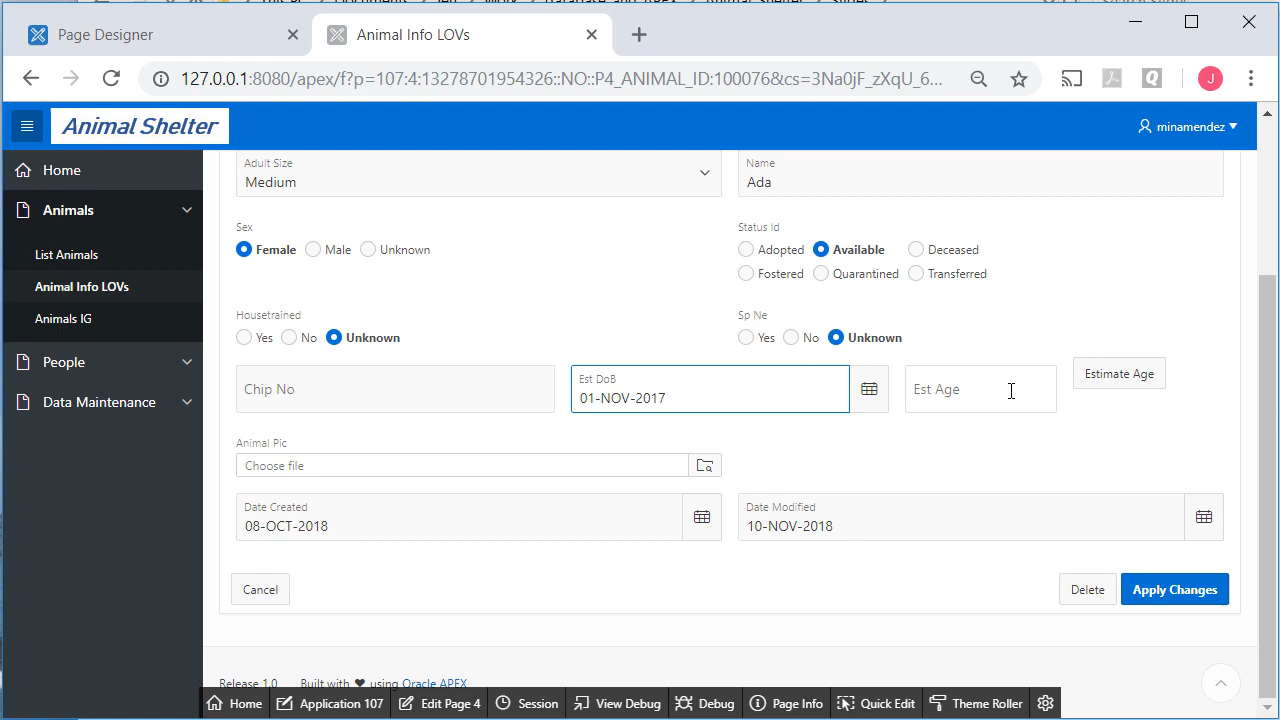 Page Designer
Animal Info LOVs
127.0.0.1:8080/apex/f?p=107:4:13278701954326::NO::P4_ANIMAL_ID:100076&cs=3Na0jF_zXqU_6...
J
Animal Shelter
minamendez
Home
Animals
List Animals
Animal Info LOVs
Animals IG
People
Data Maintenance
Adult Size
Medium
Name
Ada
Sex
Female Male Unknown
Status Id
Adopted Available Deceased
Fostered Quarantined Transferred
Housetrained
Yes No Unknown
Sp Ne
Yes No Unknown
Chip No
Est DoB
01-NOV-2017
Est Age
Estimate Age
Animal Pic
Choose file
Date Created
08-OCT-2018
Date Modified
10-NOV-2018
Cancel
Delete
Apply Changes
Release 1.0 Built with ❤ using Oracle APEX
Home Application 107 Edit Page 4 Session View Debug Debug Page Info Quick Edit Theme Roller